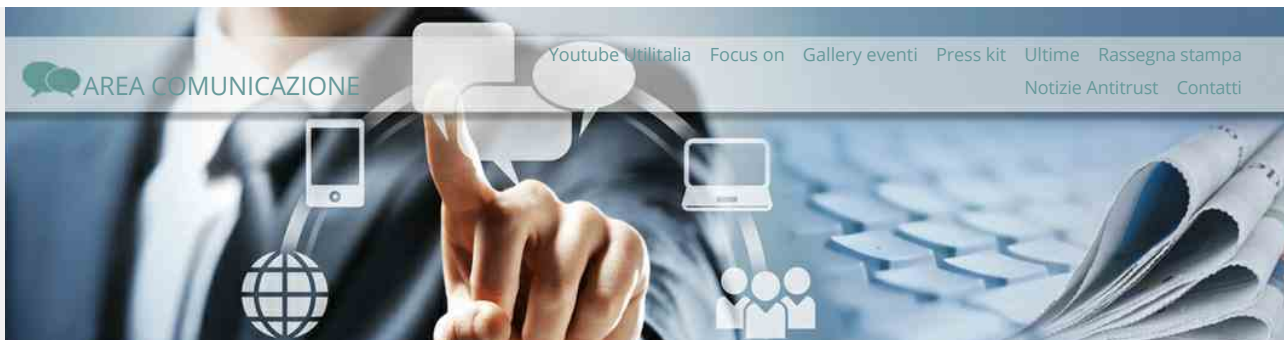 Youtube Utilitalia Focus on Gallery eventi Press kit Ultime Rassegna stampa
AREA COMUNICAZIONE
Notizie Antitrust Contatti